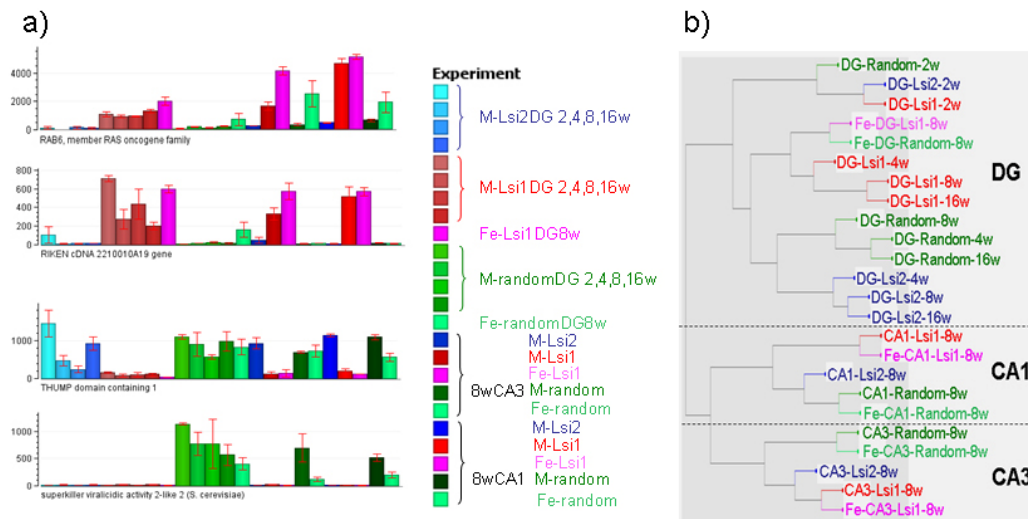 a)
4000
2000
0
RAB6, member RAS oncogene family
800
600
400
200
0
RIKEN cDNA 2210010A19 gene
1000
0
THUMP domain containing 1
1000
500
0
superkiller viralicidic activity 2-like 2 (S. cerevisiae)
Experiment
M-Lsi2DG 2,4,8,16w
M-Lsi1DG 2,4,8,16w
Fe-Lsi1DG8w
M-randomDG 2,4,8,16w
Fe-randomDG8w
8wCA3
M-Lsi2
M-Lsi1
Fe-Lsi1
M-random
Fe-random
8wCA1
M-Lsi2
M-Lsi1
Fe-Lsi1
M-random
Fe-random
b)
DG-Random-2w
DG-Lsi2-2w
DG-Lsi1-2w
Fe-DG-Lsi1-8w
Fe-DG-Random-8w
DG-Lsi1-4w
DG-Lsi1-8w
DG-Lsi1-16w
DG-Random-8w
DG-Random-4w
DG-Random-16w
DG-Lsi2-4w
DG-Lsi2-8w
DG-Lsi2-16w
DG
CA1-Lsi1-8w
Fe-CA1-Lsi1-8w
CA1-Lsi2-8w
CA1-Random-8w
Fe-CA1-Random-8w
CA1
CA3-Random-8w
Fe-CA3-Random-8w
CA3-Lsi2-8w
CA3-Lsi1-8w
Fe-CA3-Lsi1-8w
CA3